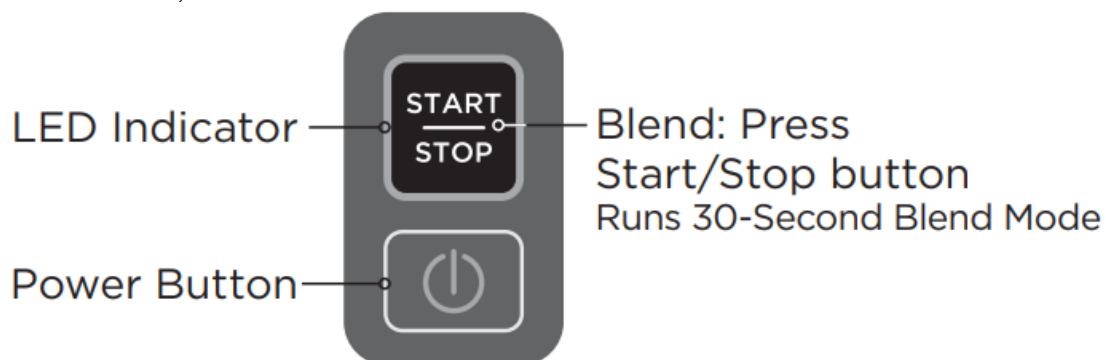 START
STOP
LED Indicator
Blend: Press
Start/Stop button
Runs 30-Second Blend Mode
Power Button